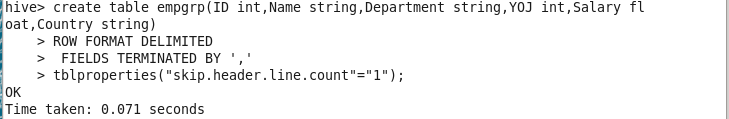 hive> create table empgrp(ID int,Name string,Department string,YOJ int,Salary fl
oat,Country string)
    > ROW FORMAT DELIMITED
    >  FIELDS TERMINATED BY ','
    > tblproperties("skip.header.line.count"="1");
OK
Time taken: 0.071 seconds